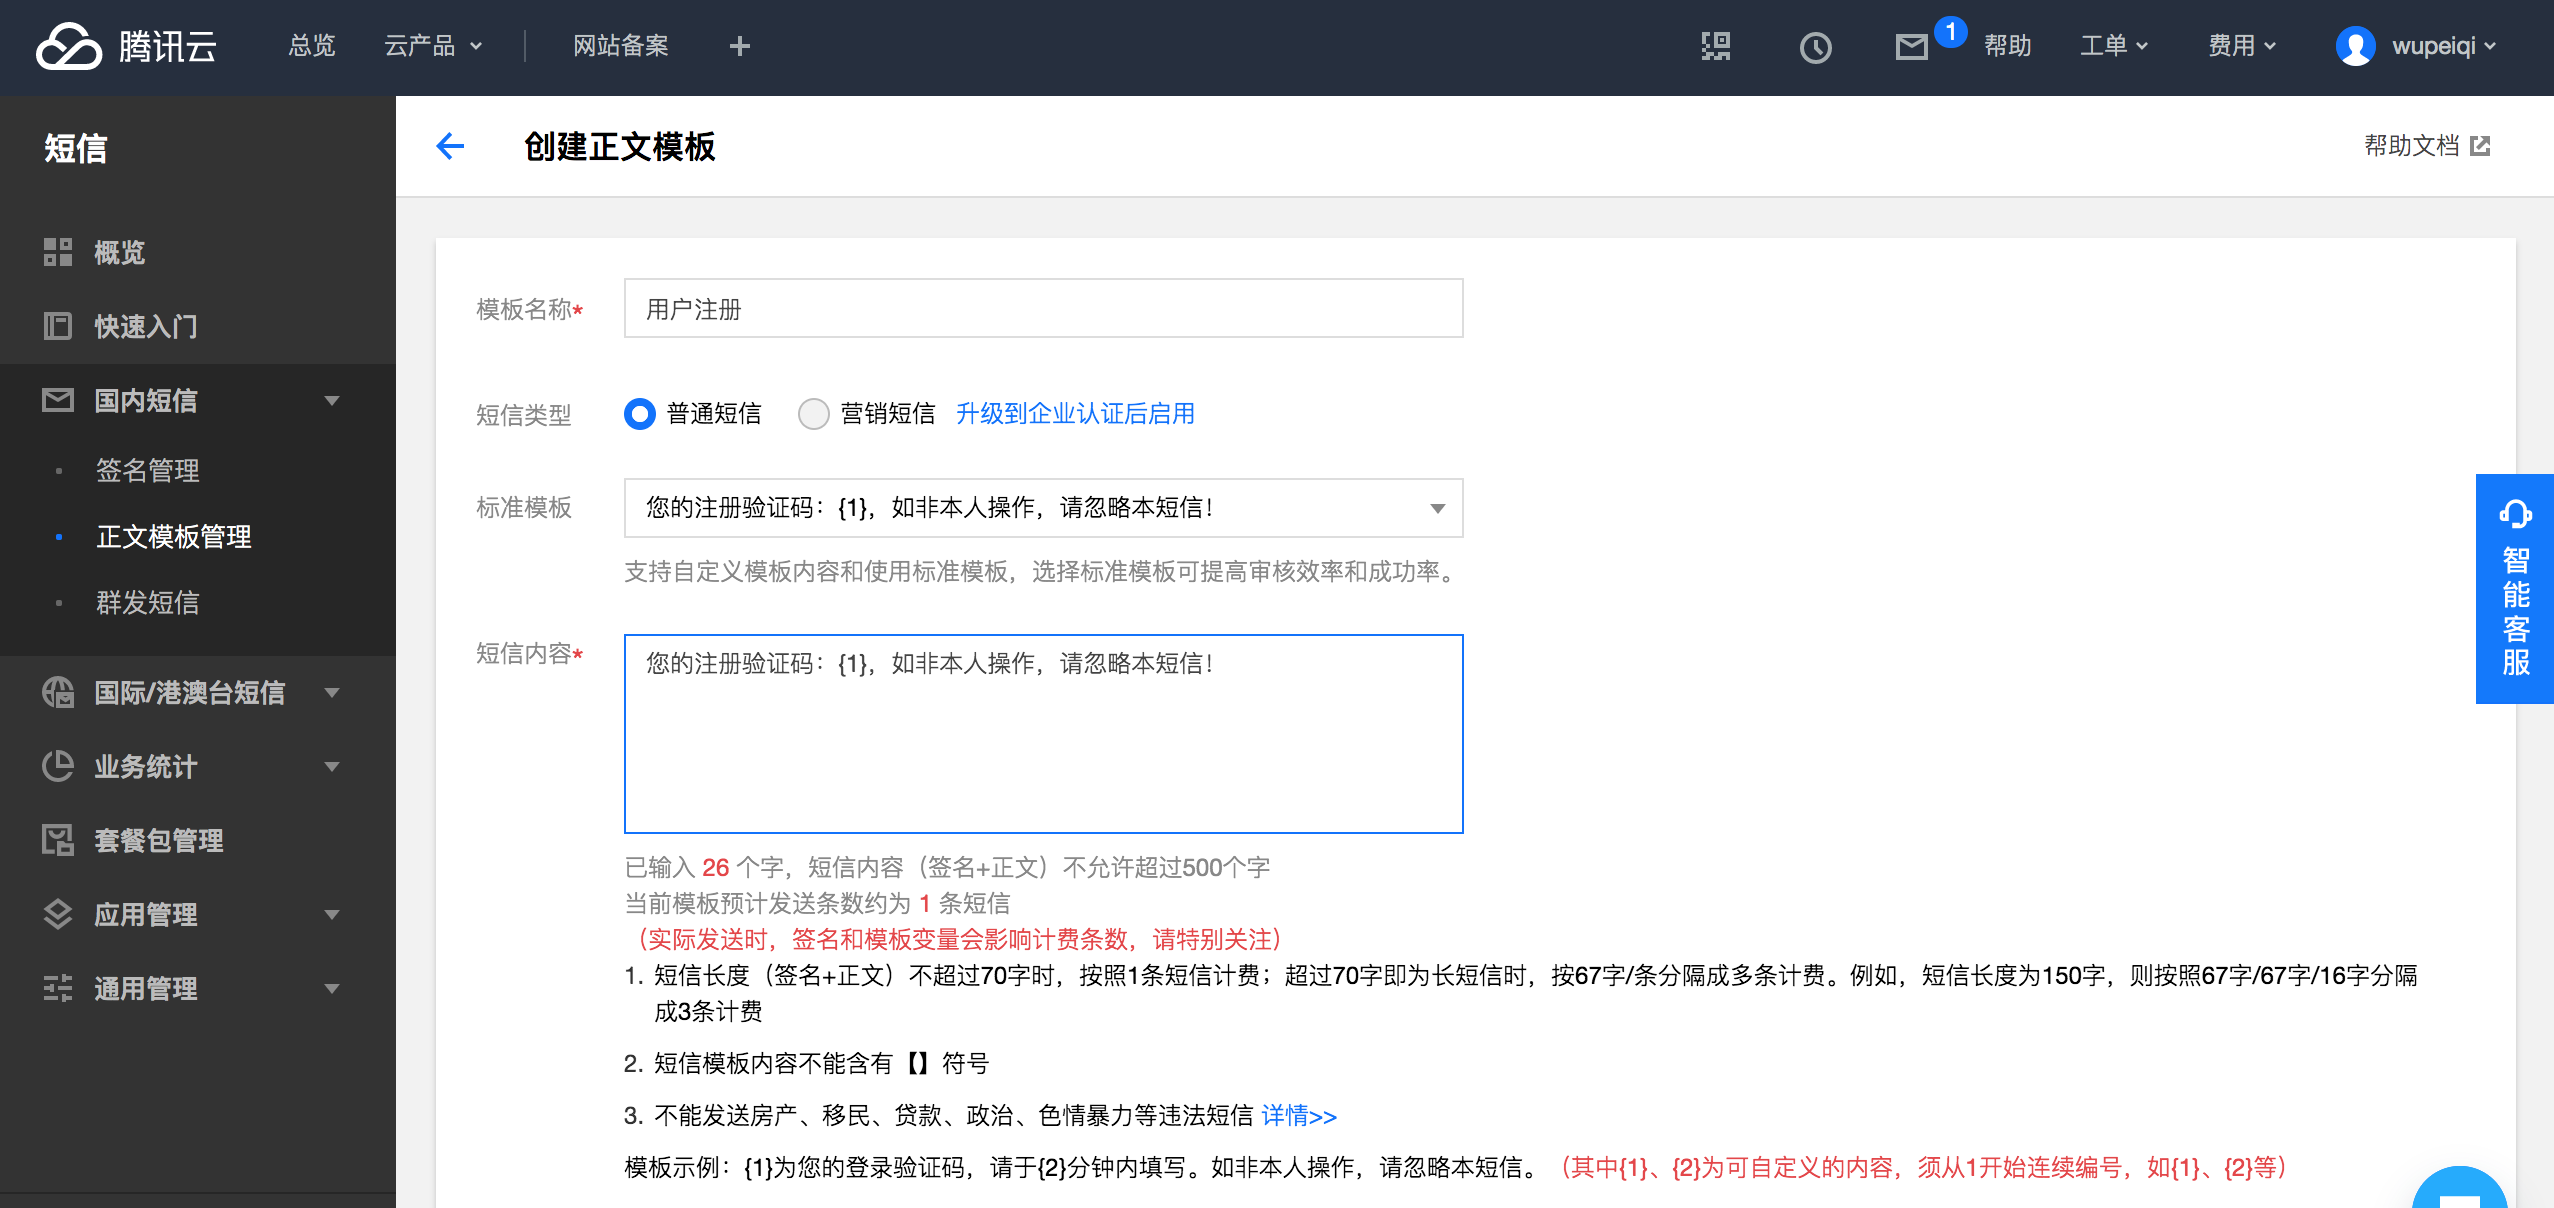 腾讯云
总览
云产品
网站备案
1
帮助
工单
费用
wupeiqi
短信
概览
快速入门
国内短信
签名管理
正文模板管理
群发短信
国际/港澳台短信
业务统计
套餐包管理
应用管理
通用管理
创建正文模板
帮助文档
模板名称*
用户注册
短信类型
普通短信
营销短信
升级到企业认证后启用
标准模板
您的注册验证码：{1}，如非本人操作，请忽略本短信！
支持自定义模板内容和使用标准模板，选择标准模板可提高审核效率和成功率。
短信内容*
您的注册验证码：{1}，如非本人操作，请忽略本短信！
已输入 26 个字，短信内容（签名+正文）不允许超过500个字
当前模板预计发送条数约为 1 条短信
（实际发送时，签名和模板变量会影响计费条数，请特别关注）
1. 短信长度（签名+正文）不超过70字时，按照1条短信计费；超过70字即为长短信时，按67字/条分隔成多条计费。例如，短信长度为150字，则按照67字/67字/16字分隔
成3条计费
2. 短信模板内容不能含有【】符号
3. 不能发送房产、移民、贷款、政治、色情暴力等违法短信 详情>>
模板示例：{1}为您的登录验证码，请于{2}分钟内填写。如非本人操作，请忽略本短信。（其中{1}、{2}为可自定义的内容，须从1开始连续编号，如{1}、{2}等）
智能客服